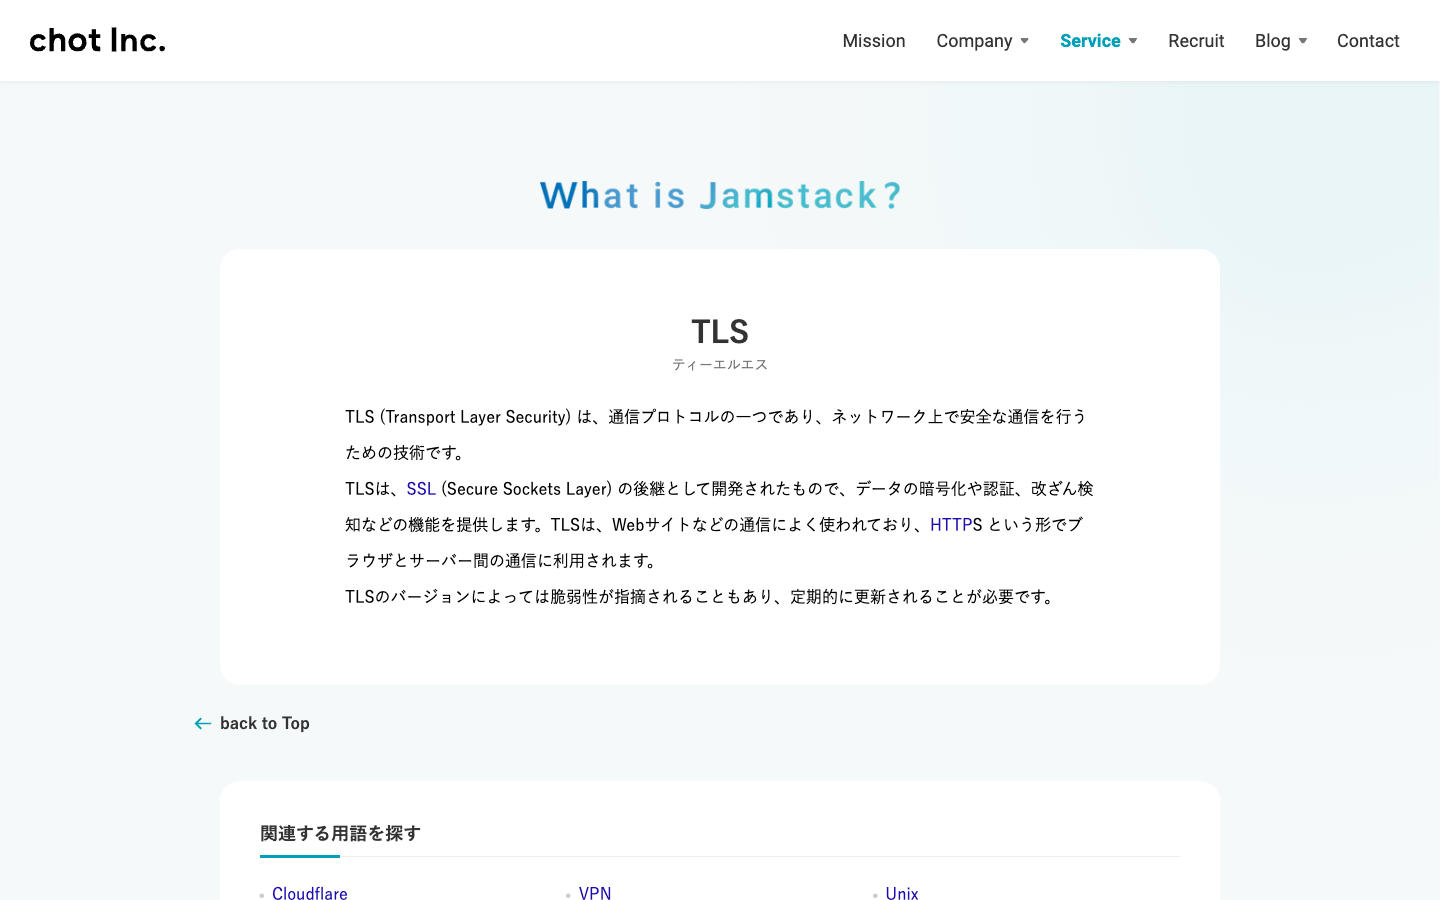 chot Inc.
Mission Company Service Recruit Blog Contact
What is Jamstack?
TLS
ティーエルエス
TLS (Transport Layer Security) は、通信プロトコルの一つであり、ネットワーク上で安全な通信を行う
ための技術です。
TLSは、SSL (Secure Sockets Layer) の後継として開発されたもので、データの暗号化や認証、改ざん検
知などの機能を提供します。TLSは、Webサイトなどの通信によく使われており、HTTPS という形でブ
ラウザとサーバー間の通信に利用されます。
TLSのバージョンによっては脆弱性が指摘されることもあり、定期的に更新されることが必要です。
back to Top
関連する用語を探す
Cloudflare VPN Unix